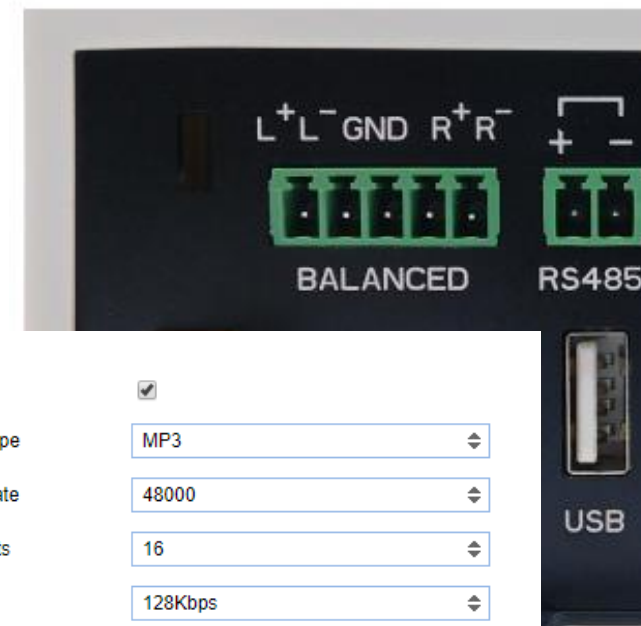 L+ L- GND R+ R-
+ -
BALANCED
RS485
USB
pe MP3
ate 48000
ts 16
128Kbps